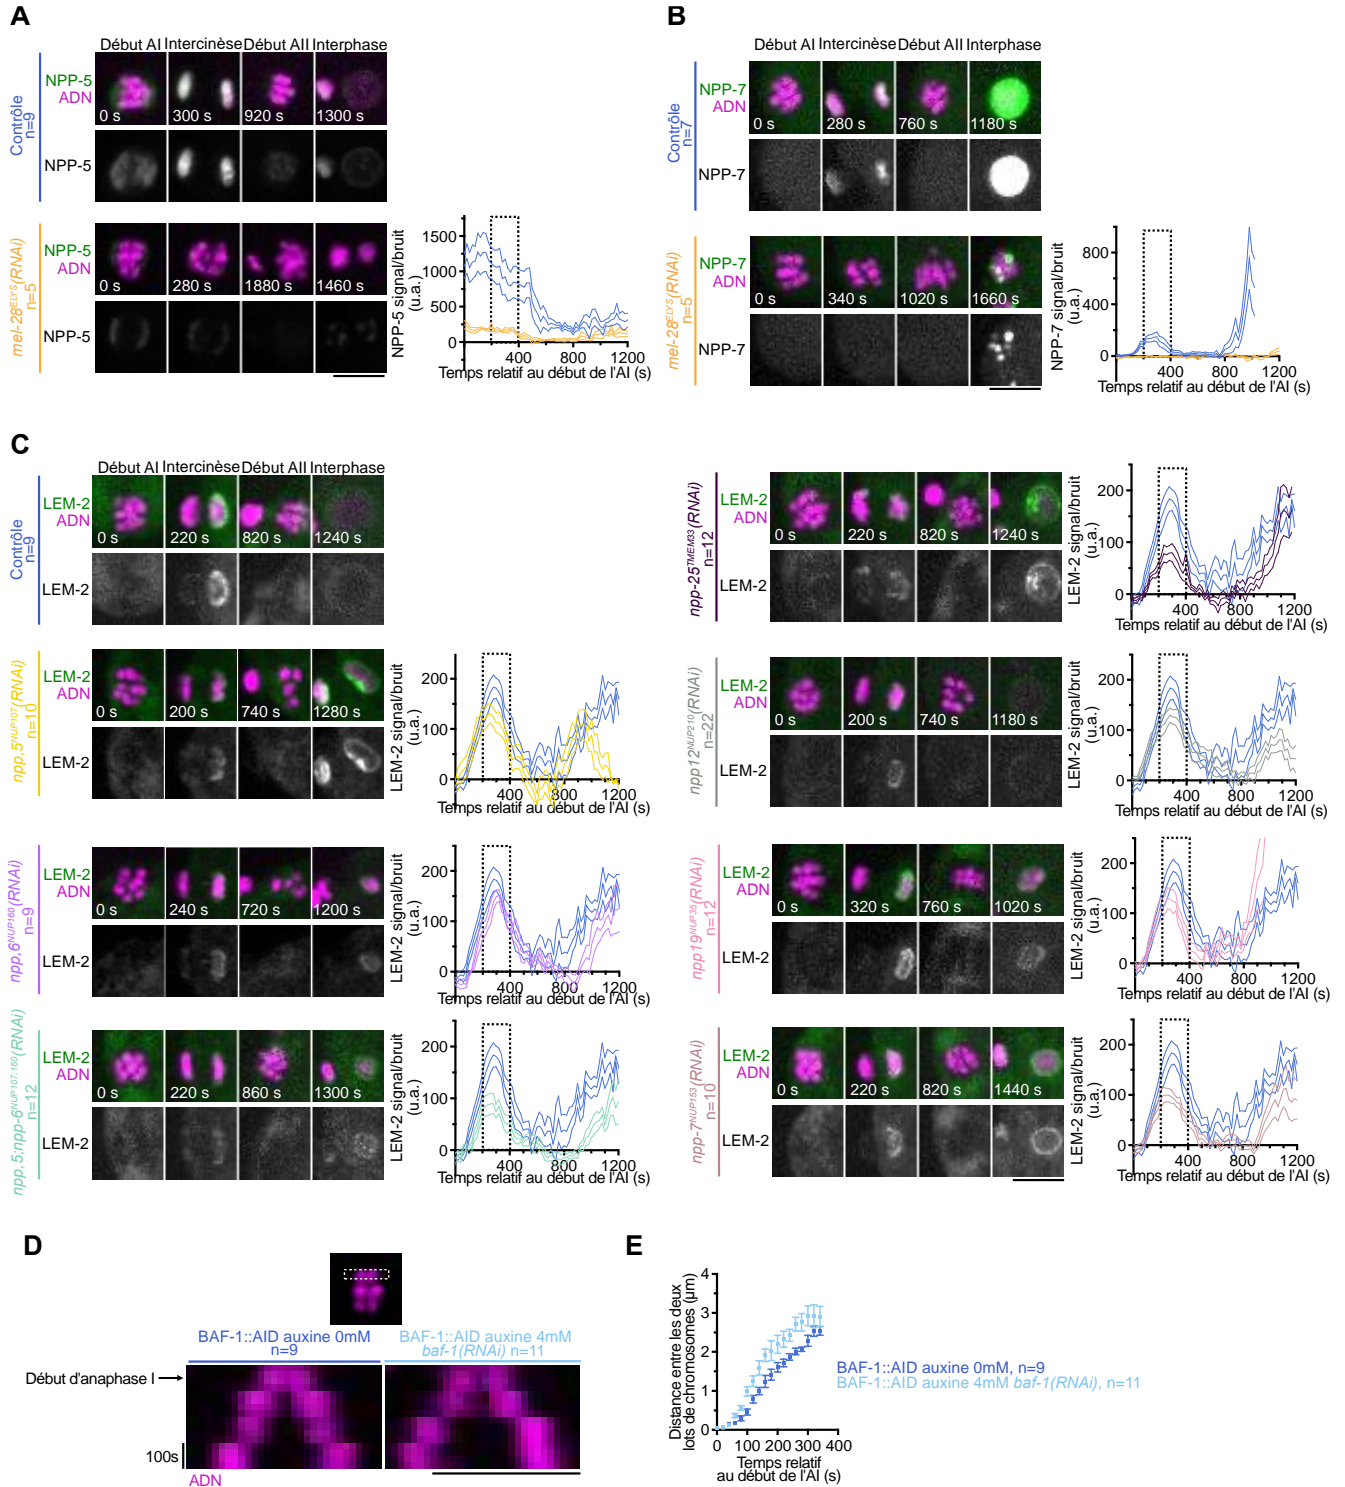 A
Début AI Intercinèse Début AII Interphase
Contrôle
n=9
NPP-5
ADN
0 s
300 s
920 s
1300 s
NPP-5
mel-28ELYS(RNAi)
n=5
NPP-5
ADN
0 s
280 s
1880 s
1460 s
NPP-5
NPP-5 signal/bruit
(u.a.)
1500
1000
500
0
0
400
800
1200
Temps relatif au début de l'AI (s)
B
Début AI Intercinèse Début AII Interphase
Contrôle
n=7
NPP-7
ADN
0 s
280 s
760 s
1180 s
NPP-7
mel-28ELYS(RNAi)
n=5
NPP-7
ADN
0 s
340 s
1020 s
1660 s
NPP-7
NPP-7 signal/bruit
(u.a.)
800
400
0
400
800
1200
Temps relatif au début de l'AI (s)
C
Début AI Intercinèse Début AII Interphase
Contrôle
n=9
LEM-2
ADN
0 s
220 s
820 s
1240 s
LEM-2
npp,5NUP107(RNAi)
n=10
LEM-2
ADN
0 s
200 s
740 s
1280 s
LEM-2
LEM-2 signal/bruit
(u.a.)
200
100
0
400
800
1200
Temps relatif au début de l'AI (s)
npp,6NUP160(RNAi)
n=9
LEM-2
ADN
0 s
240 s
720 s
1200 s
LEM-2
LEM-2 signal/bruit
(u.a.)
200
100
0
400
800
1200
Temps relatif au début de l'AI (s)
npp,5;npp-6NUP107;160(RNAi)
n=12
LEM-2
ADN
0 s
220 s
860 s
1300 s
LEM-2
LEM-2 signal/bruit
(u.a.)
200
100
0
400
800
1200
Temps relatif au début de l'AI (s)
npp-25TMEM33(RNAi)
n=12
LEM-2
ADN
0 s
220 s
820 s
1240 s
LEM-2
LEM-2 signal/bruit
(u.a.)
200
100
0
400
800
1200
Temps relatif au début de l'AI (s)
npp12NUP210(RNAi)
n=22
LEM-2
ADN
0 s
200 s
740 s
1180 s
LEM-2
LEM-2 signal/bruit
(u.a.)
200
100
0
400
800
1200
Temps relatif au début de l'AI (s)
npp19NUP35(RNAi)
n=12
LEM-2
ADN
0 s
320 s
760 s
1020 s
LEM-2
LEM-2 signal/bruit
(u.a.)
200
100
0
400
800
1200
Temps relatif au début de l'AI (s)
npp-7NUP153(RNAi)
n=10
LEM-2
ADN
0 s
220 s
820 s
1440 s
LEM-2
LEM-2 signal/bruit
(u.a.)
200
100
0
400
800
1200
Temps relatif au début de l'AI (s)
D
BAF-1::AID auxine 0mM
n=9
BAF-1::AID auxine 4mM
baf-1(RNAi) n=11
Début d'anaphase I
100s
ADN
E
Distance entre les deux
lots de chromosomes (µm)
4
3
2
1
0
0 100 200 300 400
Temps relatif
au début de l'AI (s)
BAF-1::AID auxine 0mM, n=9
BAF-1::AID auxine 4mM baf-1(RNAi), n=11